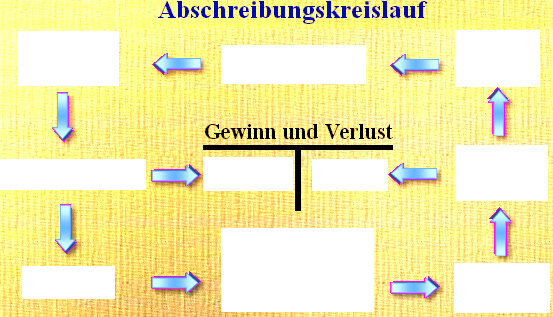 Abschreibungskreislauf
Gewinn und Verlust